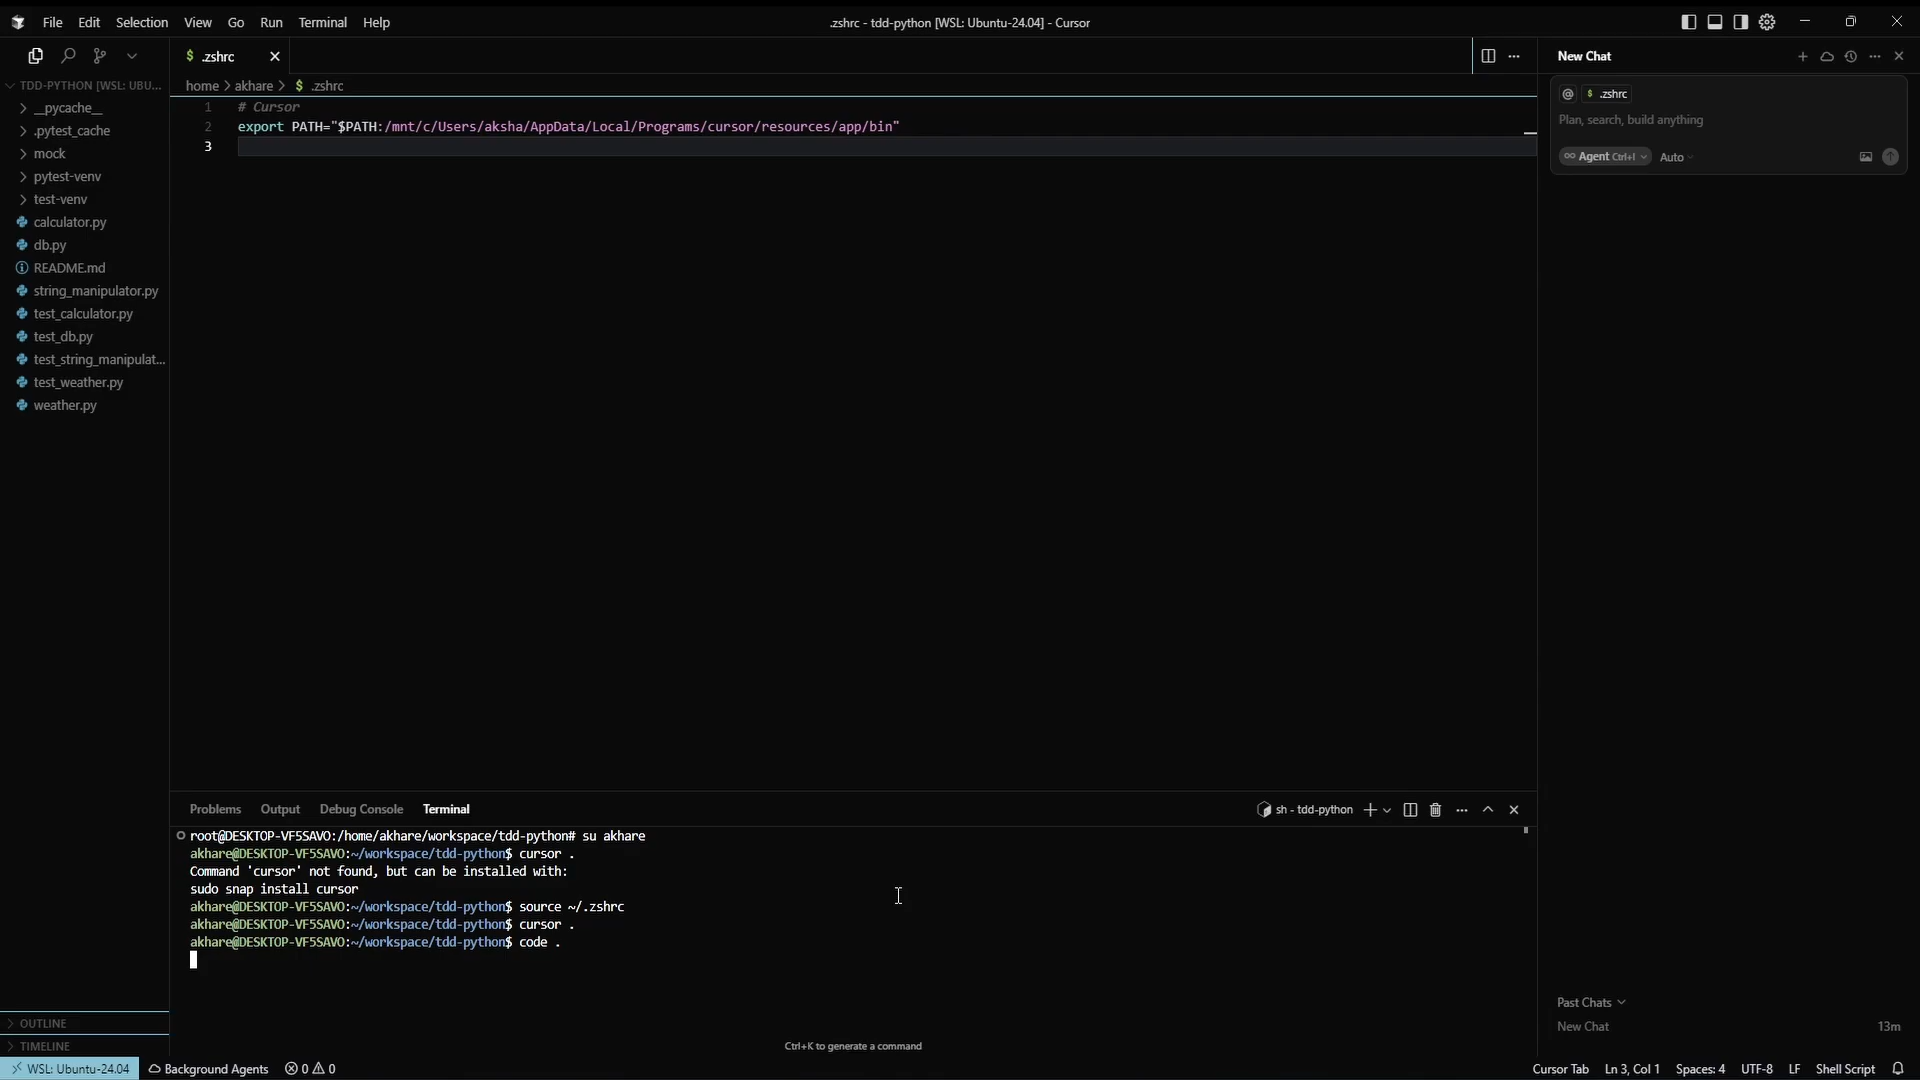 File Edit Selection View Go Run Terminal Help
.zshrc - tdd-python [WSL: Ubuntu-24.04] - Cursor
TDD-PYTHON [WSL: UBU...
__pycache__
.pytest_cache
mock
pytest-venv
test-venv
calculator.py
db.py
README.md
string_manipulator.py
test_calculator.py
test_db.py
test_string_manipulat...
test_weather.py
weather.py
OUTLINE
TIMELINE
$ .zshrc
home > akhare > $ .zshrc
1 # Cursor
2 export PATH="$PATH:/mnt/c/Users/aksha/AppData/Local/Programs/cursor/resources/app/bin"
3
Problems Output Debug Console Terminal
sh - tdd-python
root@DESKTOP-VF5SAVO:/home/akhare/workspace/tdd-python# su akhare
akhare@DESKTOP-VF5SAVO:~/workspace/tdd-python$ cursor .
Command 'cursor' not found, but can be installed with:
sudo snap install cursor
akhare@DESKTOP-VF5SAVO:~/workspace/tdd-python$ source ~/.zshrc
akhare@DESKTOP-VF5SAVO:~/workspace/tdd-python$ cursor .
akhare@DESKTOP-VF5SAVO:~/workspace/tdd-python$ code .
Ctrl+K to generate a command
New Chat
@ $ .zshrc
Plan, search, build anything
∞ Agent Ctrl+I Auto
Past Chats
New Chat 13m
WSL: Ubuntu-24.04 Background Agents 0 0
Cursor Tab Ln 3, Col 1 Spaces: 4 UTF-8 LF Shell Script